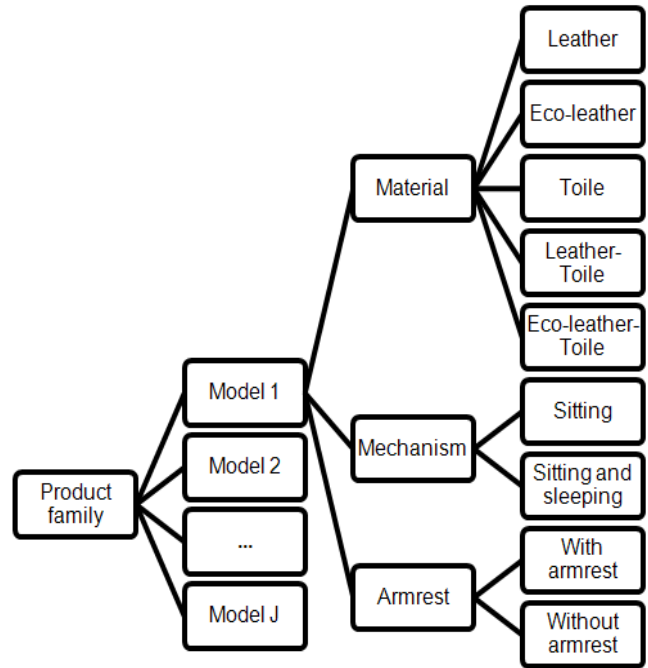 Product
family
Model 1
Model 2
...
Model J
Material
Mechanism
Armrest
Leather
Eco-leather
Toile
Leather-
Toile
Eco-leather-
Toile
Sitting
Sitting and
sleeping
With
armrest
Without
armrest